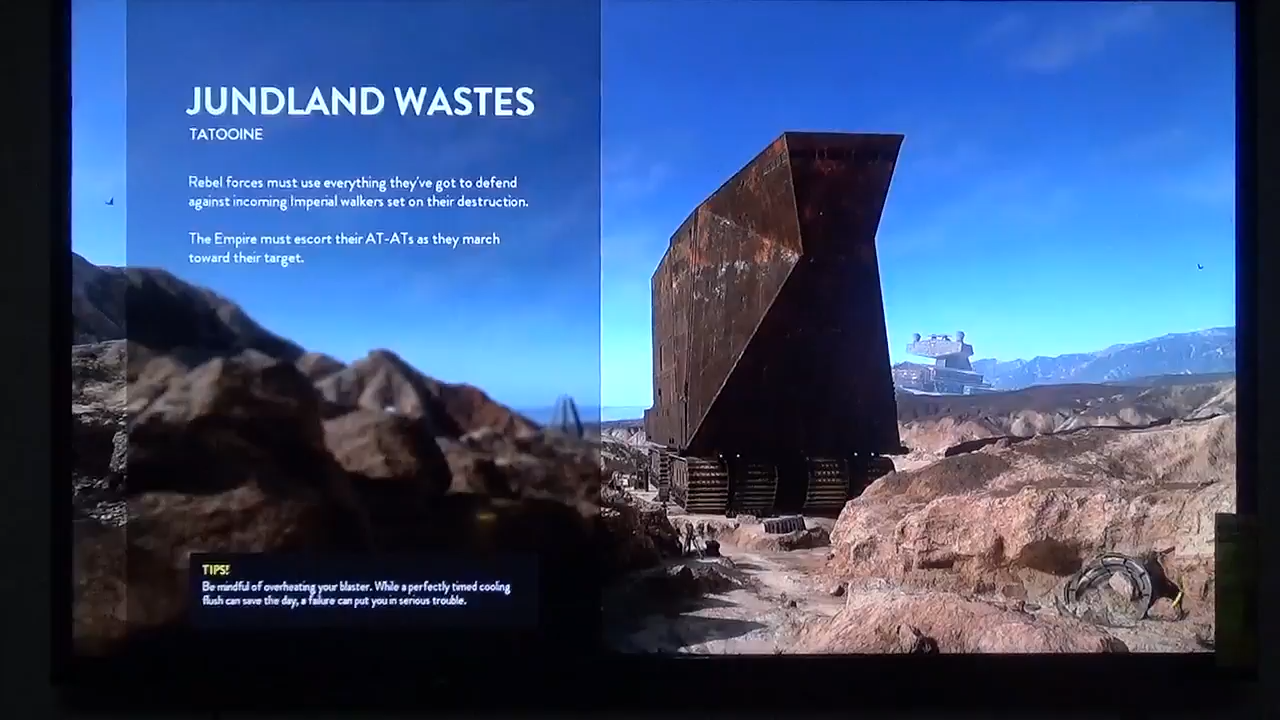 JUNDLAND WASTES
TATOOINE
Rebel forces must use everything they've got to defend
against incoming Imperial walkers set on their destruction.
The Empire must escort their AT-ATs as they march
toward their target.
TIPS!
Be mindful of overheating your blaster. While a perfectly timed cooling
flush can save the day, a failure can put you in serious trouble.